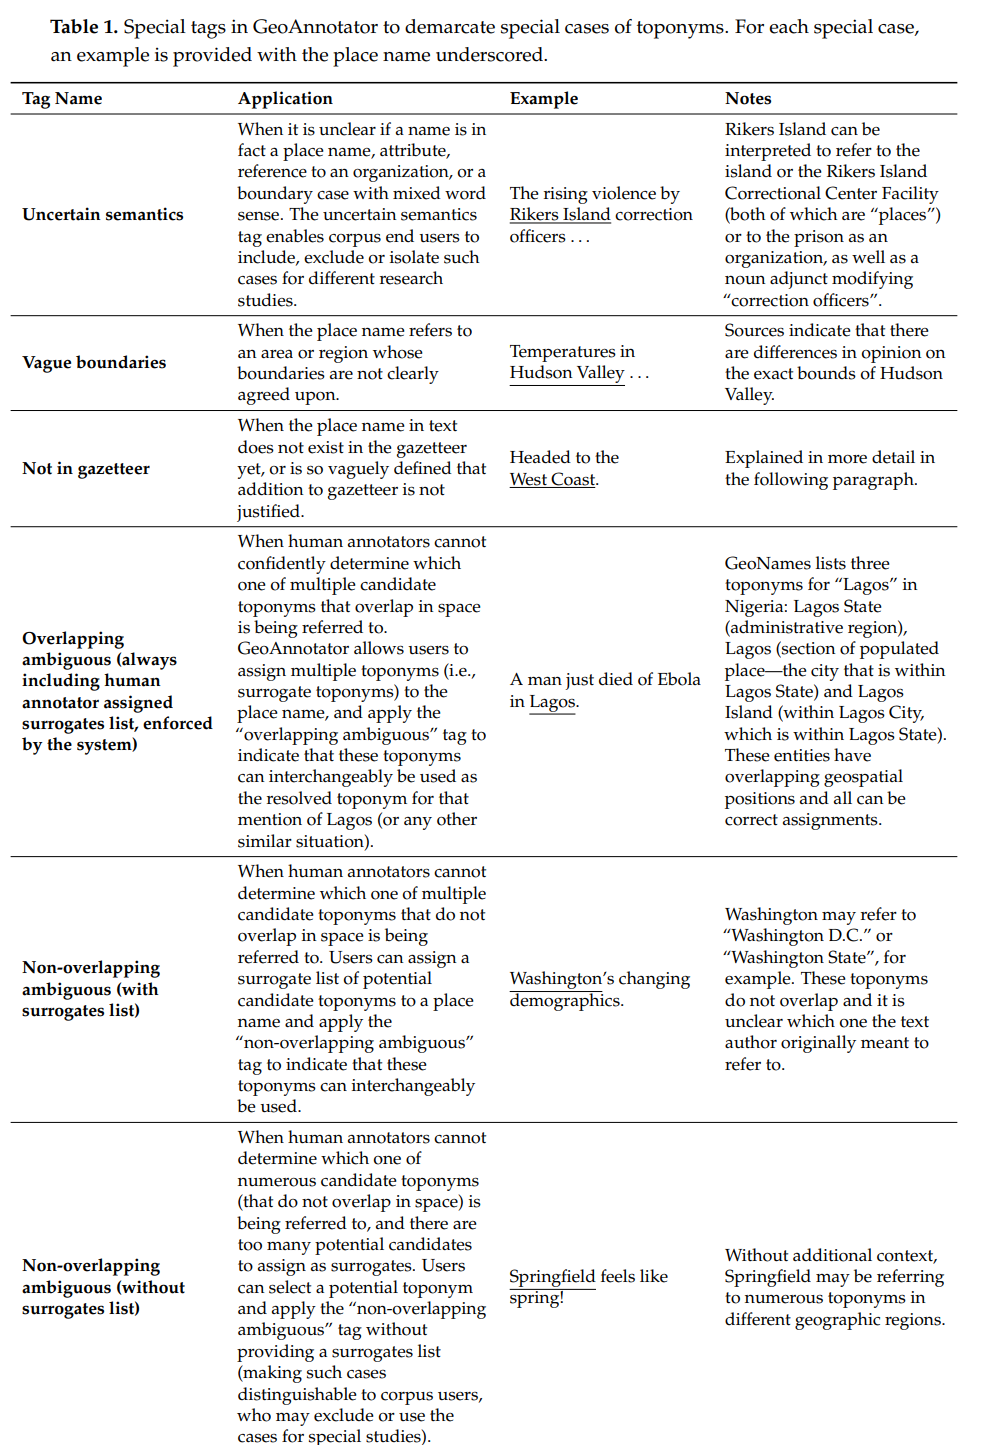 Table 1. Special tags in GeoAnnotator to demarcate special cases of toponyms. For each special case,
an example is provided with the place name underscored.
Tag Name Application Example Notes
Uncertain semantics
When it is unclear if a name is in
fact a place name, attribute,
reference to an organization, or a
boundary case with mixed word
sense. The uncertain semantics
tag enables corpus end users to
include, exclude or isolate such
cases for different research
studies.
The rising violence by
Rikers Island correction
officers . . .
Rikers Island can be
interpreted to refer to the
island or the Rikers Island
Correctional Center Facility
(both of which are “places”)
or to the prison as an
organization, as well as a
noun adjunct modifying
“correction officers”.
Vague boundaries
When the place name refers to
an area or region whose
boundaries are not clearly
agreed upon.
Temperatures in
Hudson Valley . . .
Sources indicate that there
are differences in opinion on
the exact bounds of Hudson
Valley.
Not in gazetteer
When the place name in text
does not exist in the gazetteer
yet, or is so vaguely defined that
addition to gazetteer is not
justified.
Headed to the
West Coast.
Explained in more detail in
the following paragraph.
Overlapping
ambiguous (always
including human
annotator assigned
surrogates list, enforced
by the system)
When human annotators cannot
confidently determine which
one of multiple candidate
toponyms that overlap in space
is being referred to.
GeoAnnotator allows users to
assign multiple toponyms (i.e.,
surrogate toponyms) to the
place name, and apply the
“overlapping ambiguous” tag to
indicate that these toponyms
can interchangeably be used as
the resolved toponym for that
mention of Lagos (or any other
similar situation).
A man just died of Ebola
in Lagos.
GeoNames lists three
toponyms for “Lagos” in
Nigeria: Lagos State
(administrative region),
Lagos (section of populated
place—the city that is within
Lagos State) and Lagos
Island (within Lagos City,
which is within Lagos State).
These entities have
overlapping geospatial
positions and all can be
correct assignments.
Non-overlapping
ambiguous (with
surrogates list)
When human annotators cannot
determine which one of multiple
candidate toponyms that do not
overlap in space is being
referred to. Users can assign a
surrogate list of potential
candidate toponyms to a place
name and apply the
“non-overlapping ambiguous”
tag to indicate that these
toponyms can interchangeably
be used.
Washington’s changing
demographics.
Washington may refer to
“Washington D.C.” or
“Washington State”, for
example. These toponyms
do not overlap and it is
unclear which one the text
author originally meant to
refer to.
Non-overlapping
ambiguous (without
surrogates list)
When human annotators cannot
determine which one of
numerous candidate toponyms
(that do not overlap in space) is
being referred to, and there are
too many potential candidates
to assign as surrogates. Users
can select a potential toponym
and apply the “non-overlapping
ambiguous” tag without
providing a surrogates list
(making such cases
distinguishable to corpus users,
who may exclude or use the
cases for special studies).
Springfield feels like
spring!
Without additional context,
Springfield may be referring
to numerous toponyms in
different geographic regions.